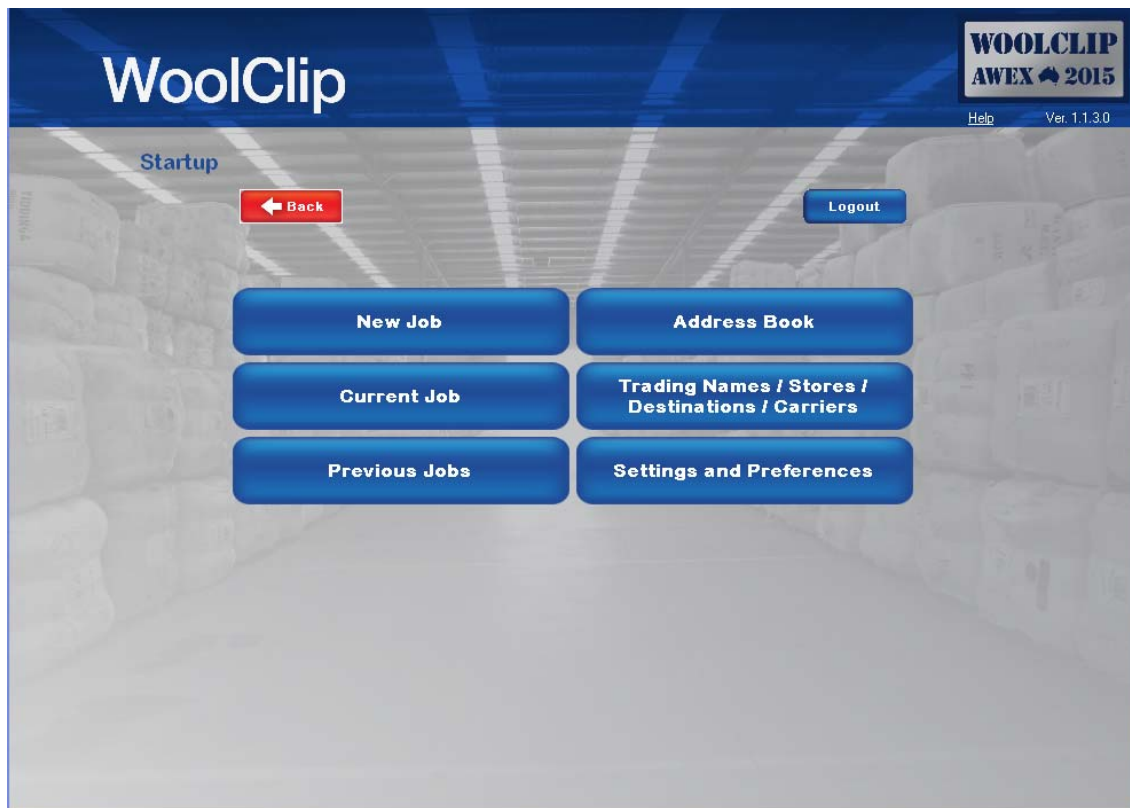 WoolClip
WOOLCLIP
AWEX 2015
Help Ver. 1.1.3.0
Startup
Back
Logout
New Job
Address Book
Current Job
Trading Names / Stores /
Destinations / Carriers
Previous Jobs
Settings and Preferences